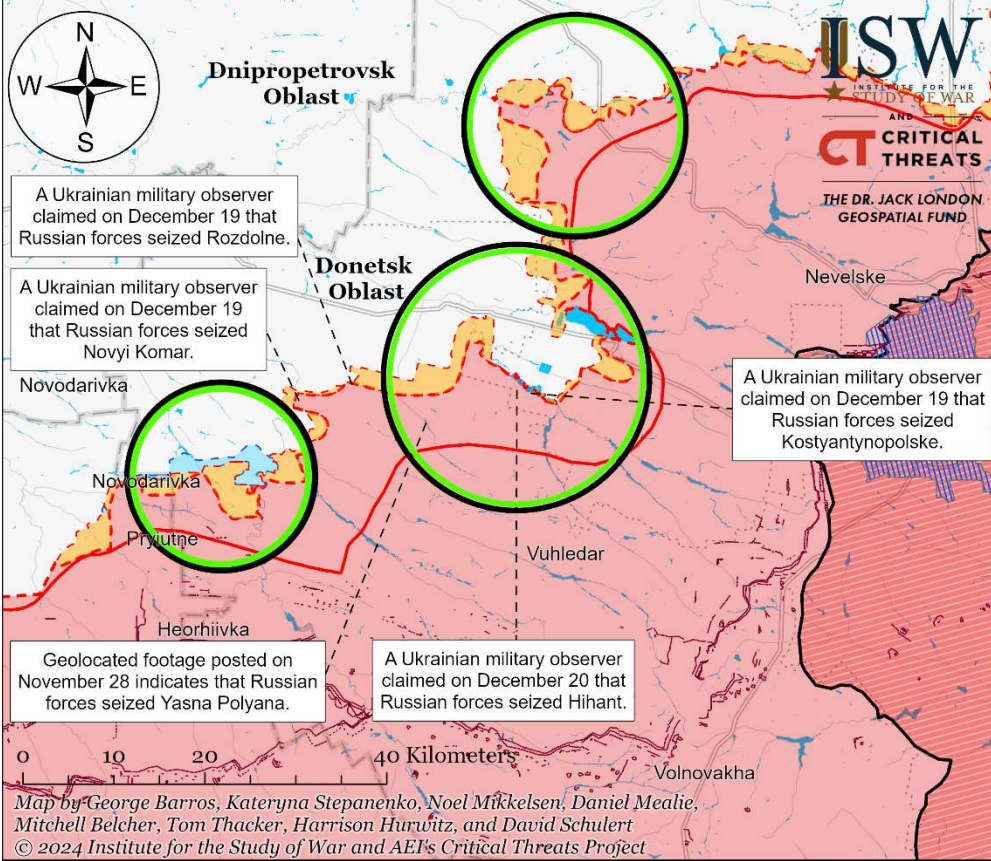 N
W
E
S
ISW
INSTITUTE FOR THE
STUDY OF WAR
AND
CT CRITICAL
THREATS
THE DR. JACK LONDON
GEOSPATIAL FUND
Dnipropetrovsk
Oblast
A Ukrainian military observer
claimed on December 19 that
Russian forces seized Rozdolne.
Donetsk
Oblast
Nevelske
A Ukrainian military observer
claimed on December 19
that Russian forces seized
Novyi Komar.
Novodarivka
A Ukrainian military observer
claimed on December 19 that
Russian forces seized
Kostyantynopolske.
Novodarivka
Pryiutne
Vuhledar
Heorhiivka
Geolocated footage posted on
November 28 indicates that Russian
forces seized Yasna Polyana.
A Ukrainian military observer
claimed on December 20 that
Russian forces seized Hihant.
0 10 20 40 Kilometers
Volnovakha
Map by George Barros, Kateryna Stepanenko, Noel Mikkelsen, Daniel Mealie,
Mitchell Belcher, Tom Thacker, Harrison Hurwitz, and David Schulert
© 2024 Institute for the Study of War and AEI's Critical Threats Project